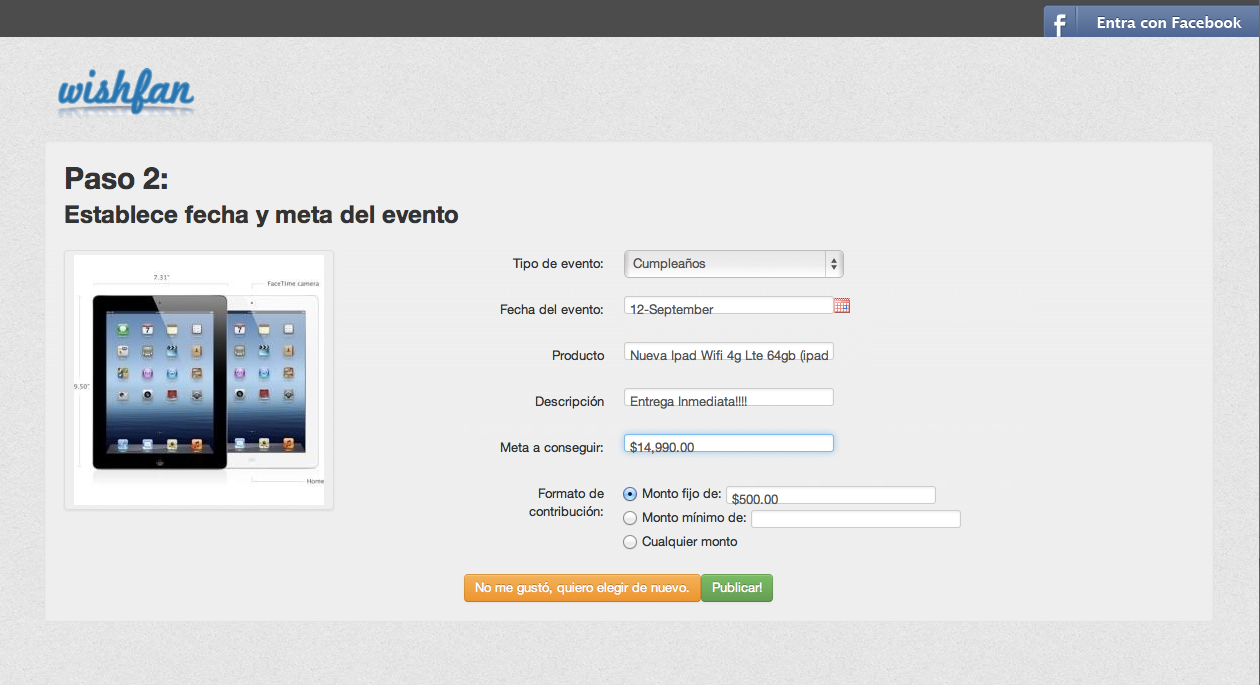 f Entra con Facebook
wishfan
Paso 2:
Establece fecha y meta del evento
7.31"
FaceTime camera
9.50"
Home
Tipo de evento: Cumpleaños
Fecha del evento: 12-September
Producto Nueva Ipad Wifi 4g Lte 64gb (ipad
Descripción Entrega Inmediata!!!!
Meta a conseguir: $14,990.00
Formato de
contribución:
Monto fijo de: $500.00
Monto mínimo de:
Cualquier monto
No me gustó, quiero elegir de nuevo. Publicar!